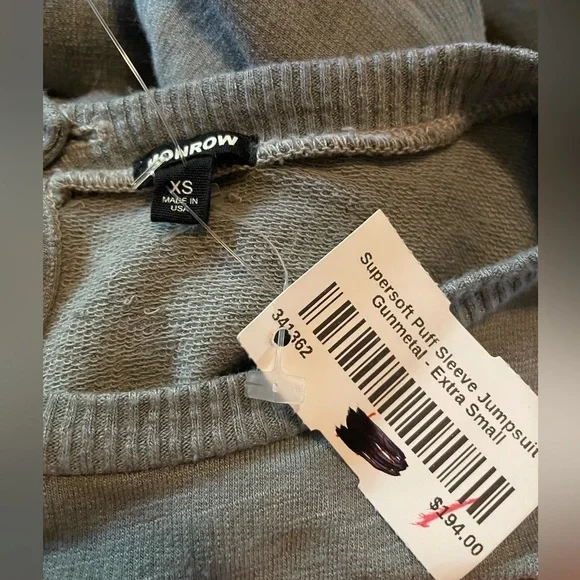 MONROW
XS
MADE IN
USA
Supersoft Puff Sleeve Jumpsuit
Gunmetal - Extra Small
341362
$194.00